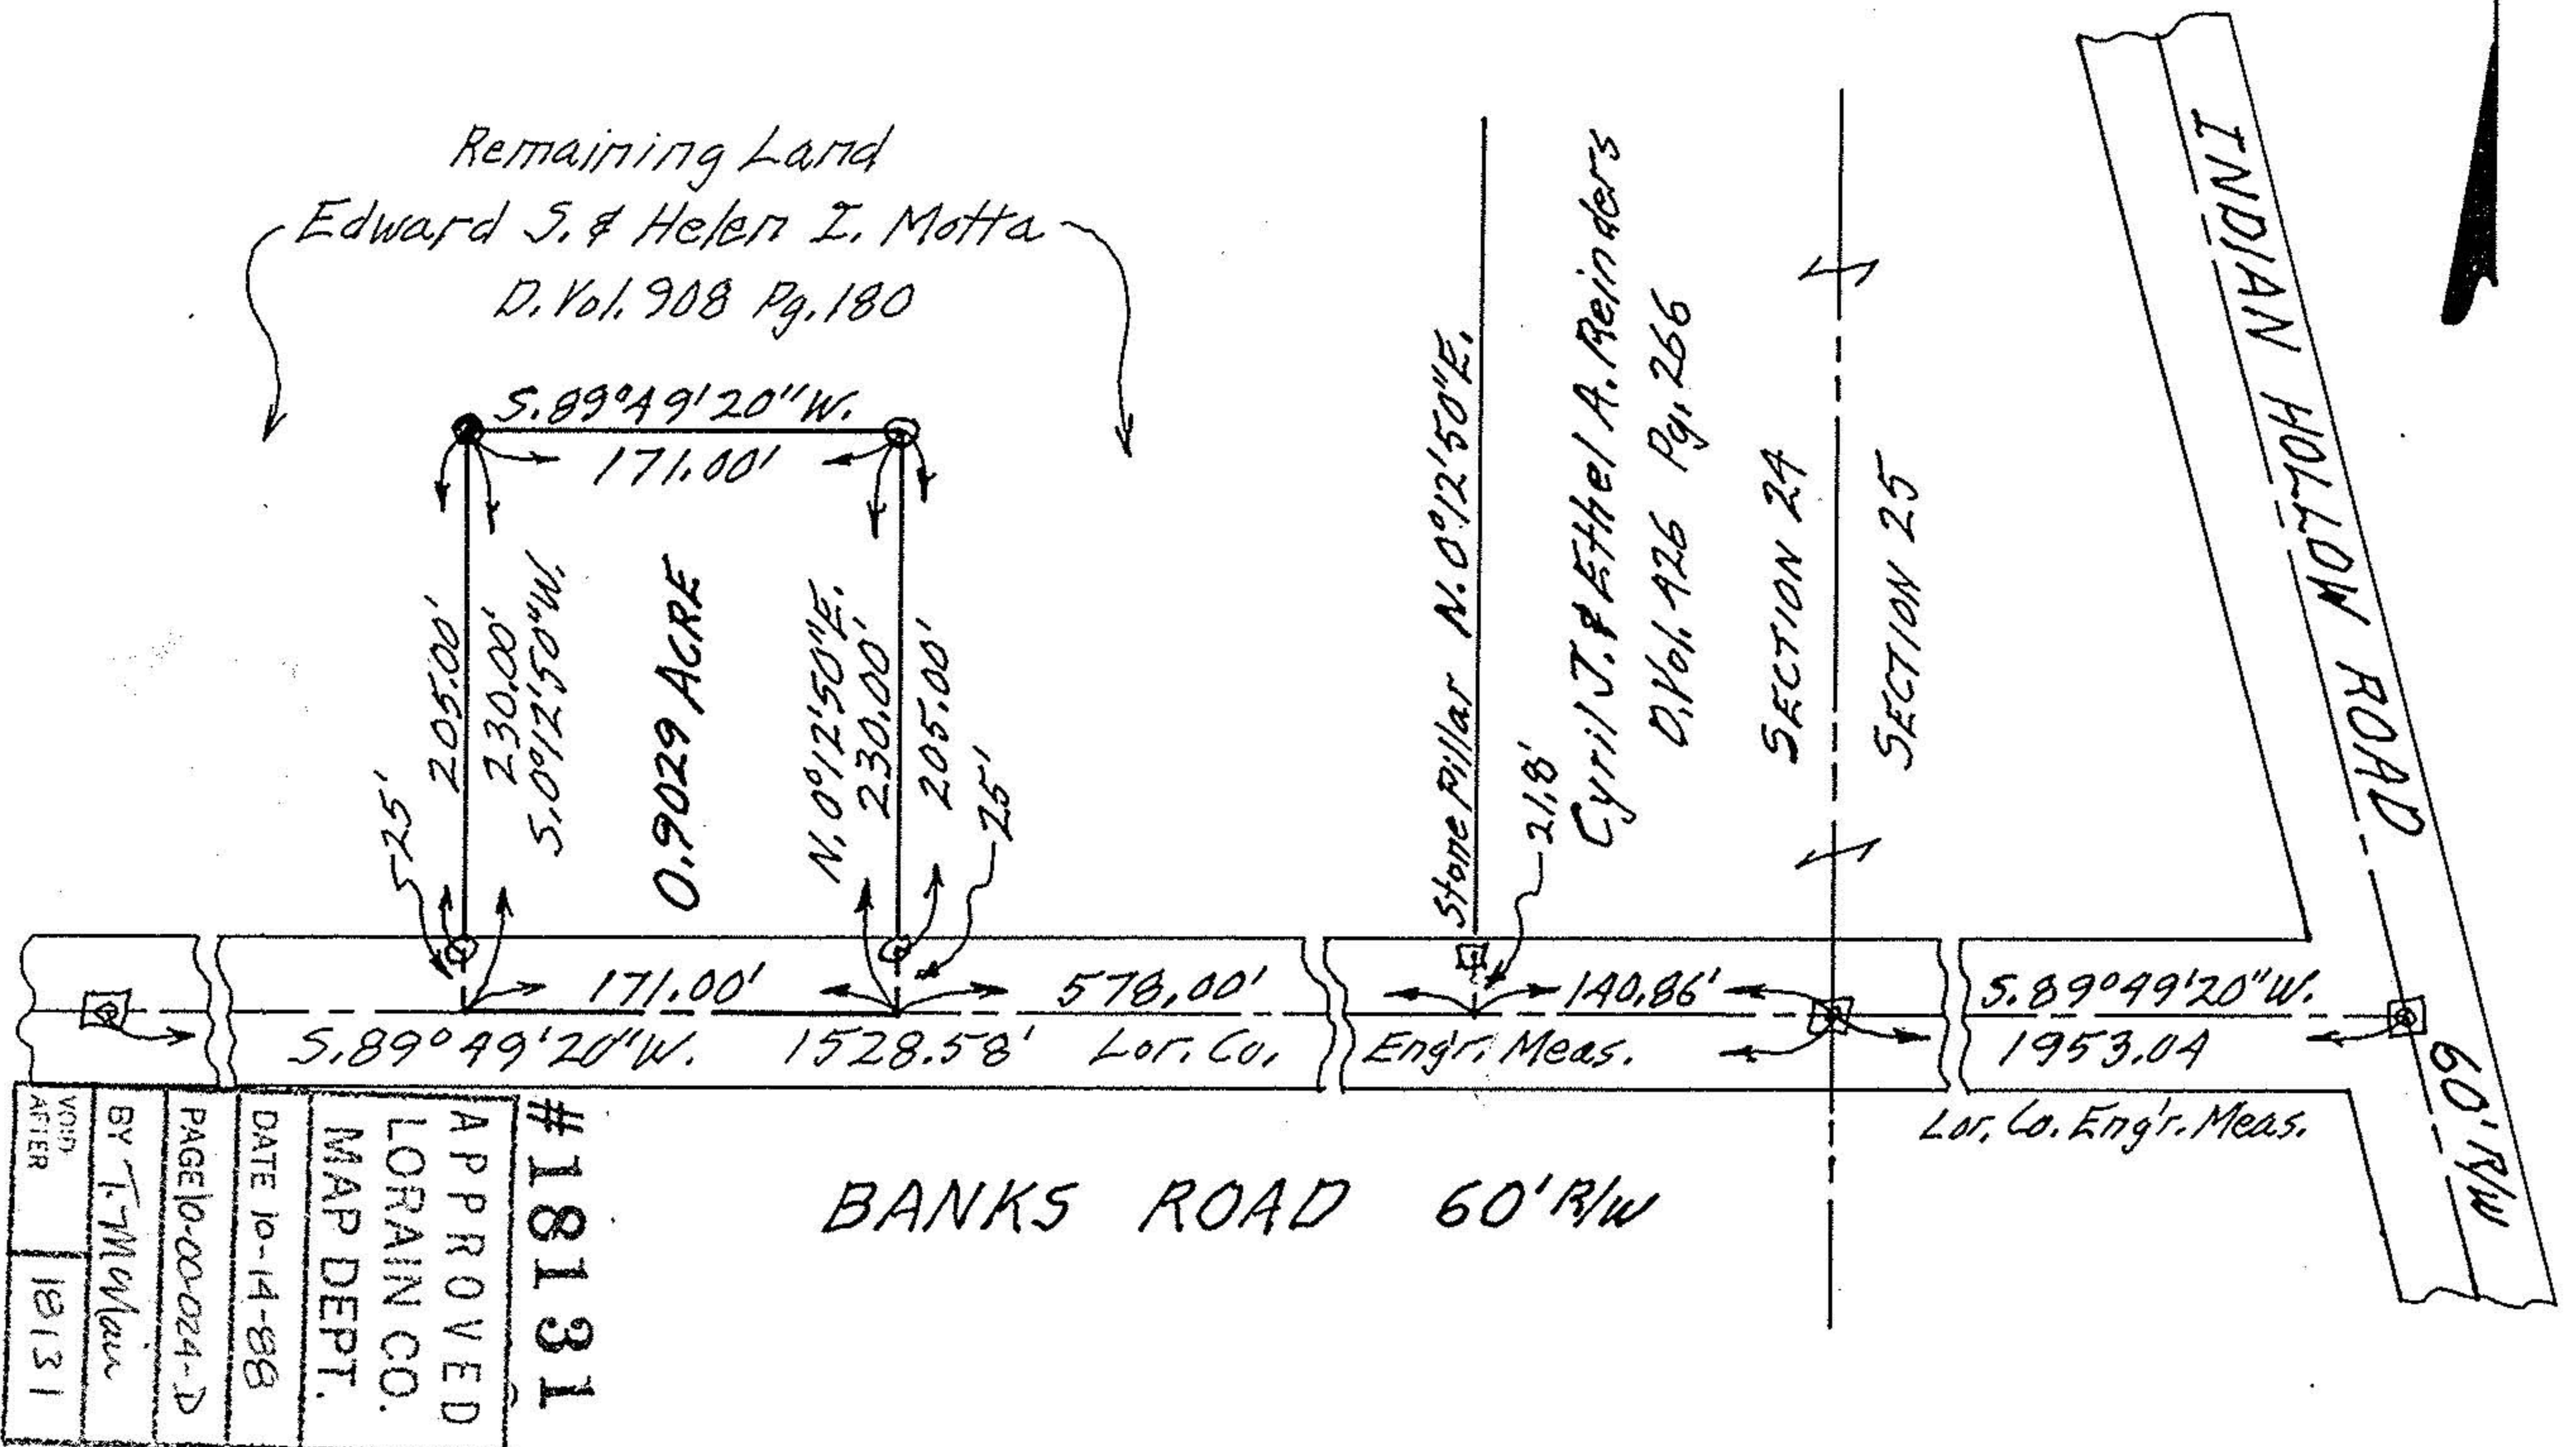 Remaining Land
Edward S. & Helen I. Motta
D. Vol. 908 Pg. 180
S. 89°49'20" W.
171.00'
205.00'
230.00'
S. 0°12'50" W.
25'
0.9029 ACRE
N. 0°12'50" E.
230.00'
205.00'
25'
Stone Pillar N. 0°12'50" E.
21.8'
Cyril J. & Ethel A. Reinders
D. Vol. 426 Pg. 266
SECTION 24
SECTION 25
INDIAN HOLLOW ROAD
60' R/W
171.00'
578.00'
140.86'
S. 89°49'20" W.
S. 89°49'20" W. 1528.58' Lor. Co. Eng'r. Meas.
1953.04
Lor. Co. Eng'r. Meas.
BANKS ROAD 60' R/W
#18131
APPROVED
LORAIN CO.
MAP DEPT.
DATE 10-14-88
PAGE 10-00-024-D
BY
VOID
AFTER
18131